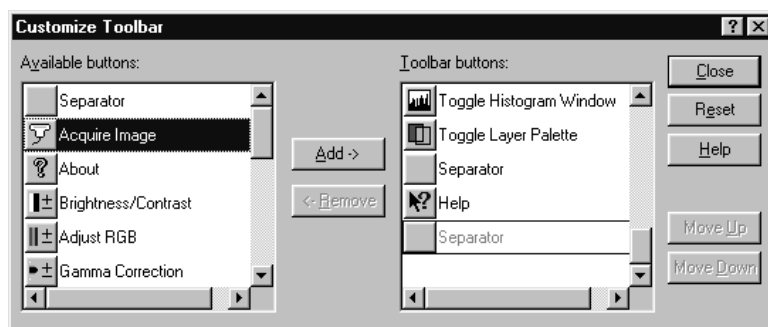 Customize Toolbar
Available buttons:
Separator
Acquire Image
About
Brightness/Contrast
Adjust RGB
Gamma Correction
Add ->
<- Remove
Toolbar buttons:
Toggle Histogram Window
Toggle Layer Palette
Separator
Help
Separator
Close
Reset
Help
Move Up
Move Down